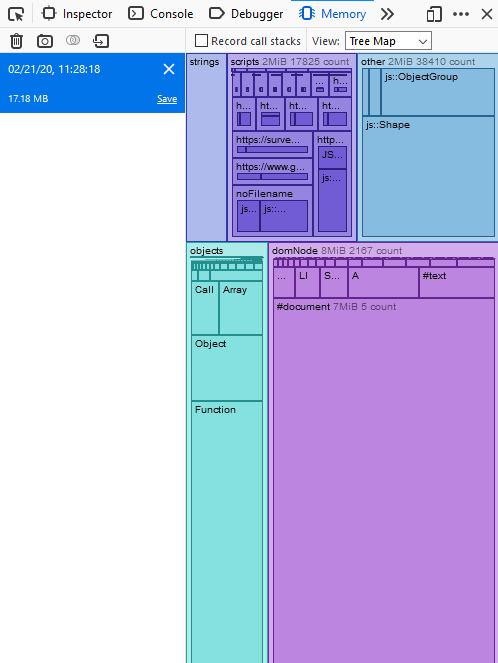 Inspector Console Debugger Memory
Record call stacks View: Tree Map
02/21/20, 11:28:18
17.18 MB Save
strings
scripts 2MiB 17825 count
other 2MiB 38410 count
js::ObjectGroup
... h...
h... ht... ht... ht...
js::Shape
https://surve...
http...
JS...
https://www.g...
js:...
noFilename
js... js::...
objects
domNode 8MiB 2167 count
... LI S... A #text
Call Array
#document 7MiB 5 count
Object
Function